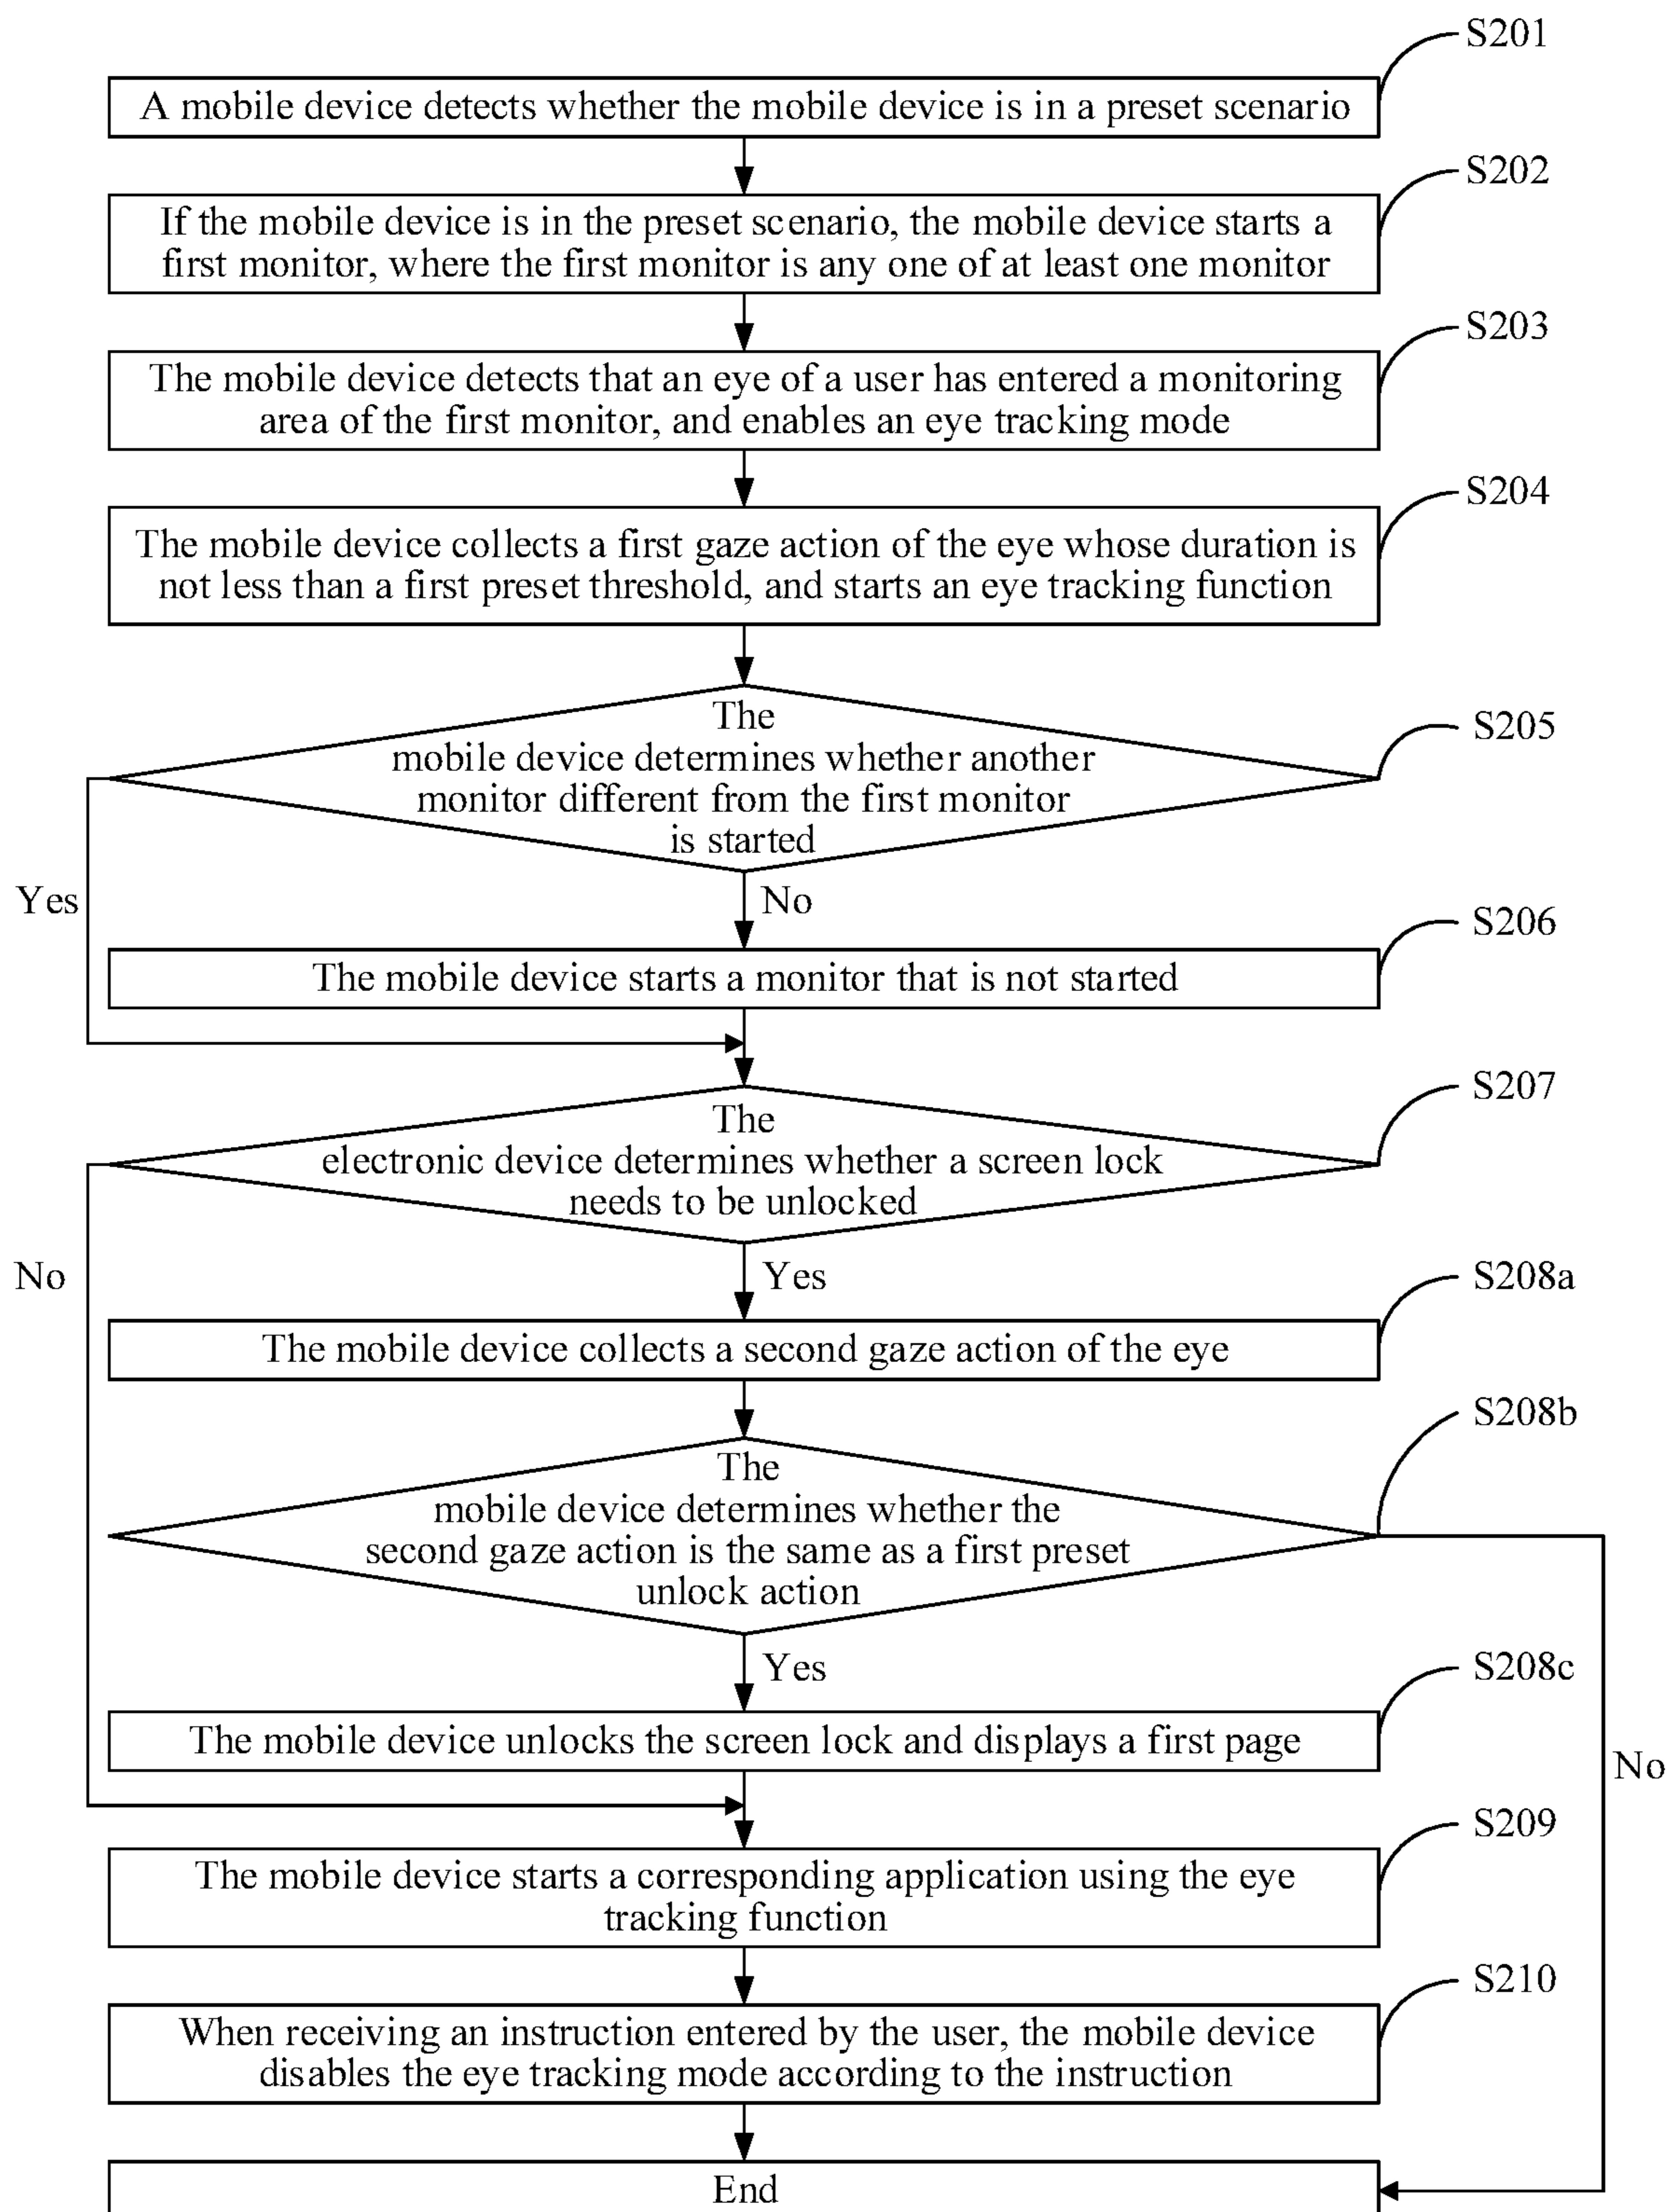 S201
A mobile device detects whether the mobile device is in a preset scenario
S202
If the mobile device is in the preset scenario, the mobile device starts a
first monitor, where the first monitor is any one of at least one monitor
S203
The mobile device detects that an eye of a user has entered a monitoring
area of the first monitor, and enables an eye tracking mode
S204
The mobile device collects a first gaze action of the eye whose duration is
not less than a first preset threshold, and starts an eye tracking function
S205
The
mobile device determines whether another
monitor different from the first monitor
is started
Yes
No
S206
The mobile device starts a monitor that is not started
S207
The
electronic device determines whether a screen lock
needs to be unlocked
No
Yes
S208a
The mobile device collects a second gaze action of the eye
S208b
The
mobile device determines whether the
second gaze action is the same as a first preset
unlock action
Yes
No
S208c
The mobile device unlocks the screen lock and displays a first page
S209
The mobile device starts a corresponding application using the eye
tracking function
S210
When receiving an instruction entered by the user, the mobile device
disables the eye tracking mode according to the instruction
End